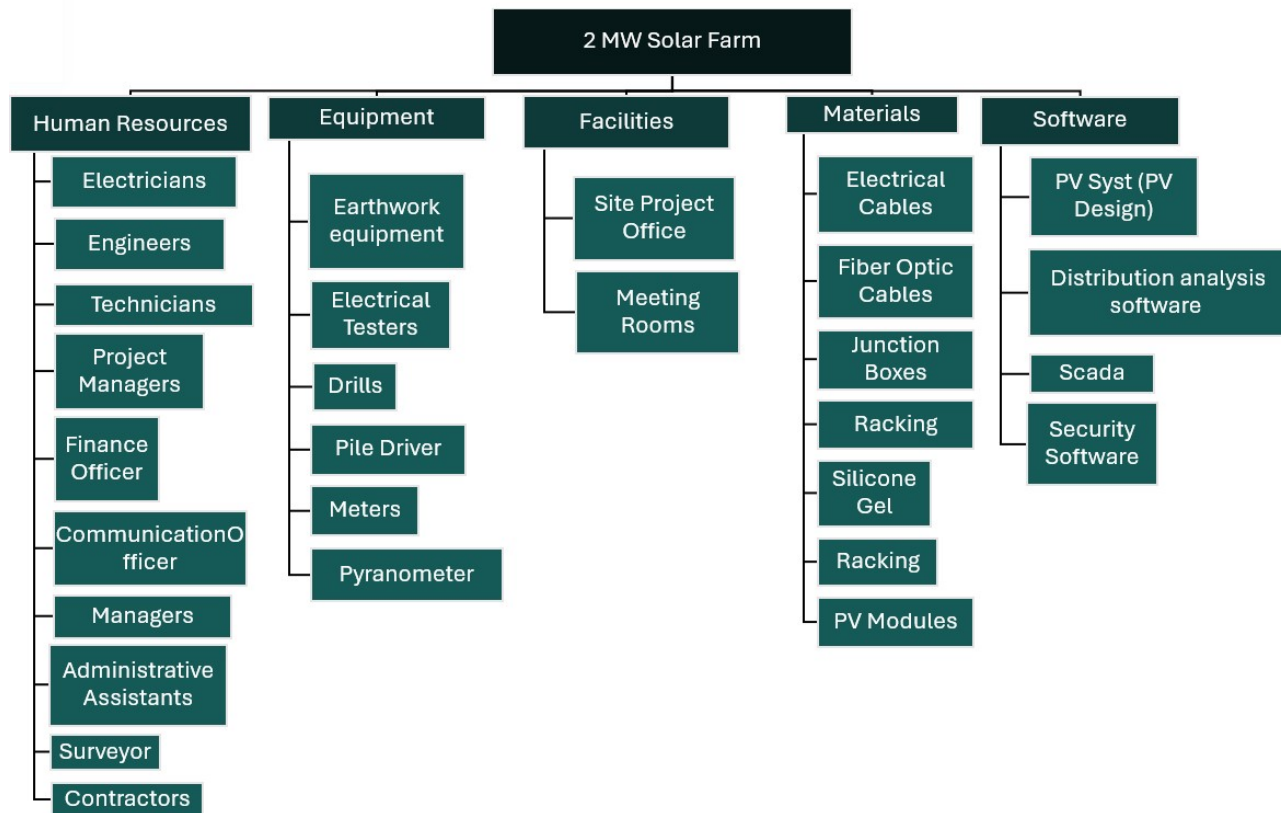 2 MW Solar Farm
Human Resources
Electricians
Engineers
Technicians
Project
Managers
Finance
Officer
CommunicationO
fficer
Managers
Administrative
Assistants
Surveyor
Contractors
Equipment
Earthwork
equipment
Electrical
Testers
Drills
Pile Driver
Meters
Pyranometer
Facilities
Site Project
Office
Meeting
Rooms
Materials
Electrical
Cables
Fiber Optic
Cables
Junction
Boxes
Racking
Silicone
Gel
Racking
PV Modules
Software
PV Syst (PV
Design)
Distribution analysis
software
Scada
Security
Software